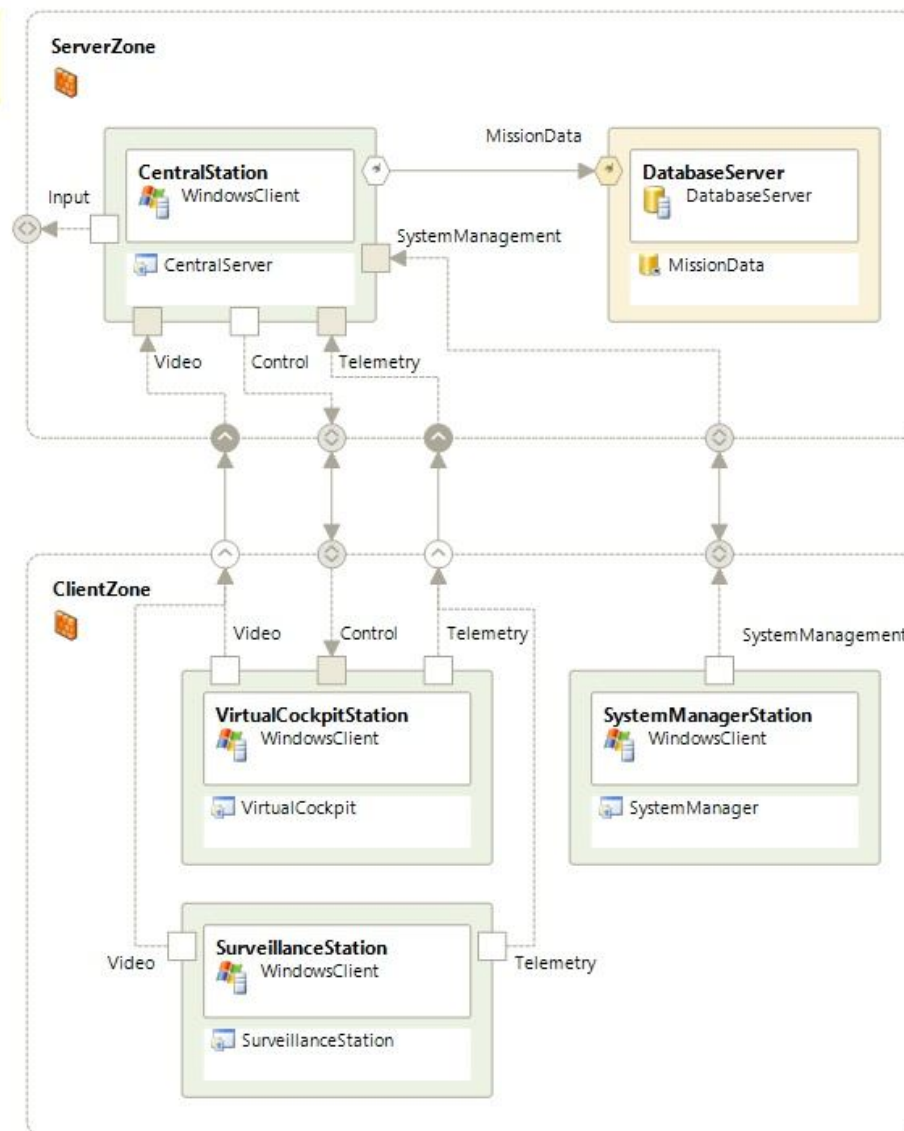 ServerZone
MissionData
CentralStation
WindowsClient
DatabaseServer
DatabaseServer
Input
SystemManagement
CentralServer
MissionData
Video
Control
Telemetry
ClientZone
Video
Control
Telemetry
SystemManagement
VirtualCockpitStation
WindowsClient
SystemManagerStation
WindowsClient
VirtualCockpit
SystemManager
SurveillanceStation
WindowsClient
Video
Telemetry
SurveillanceStation